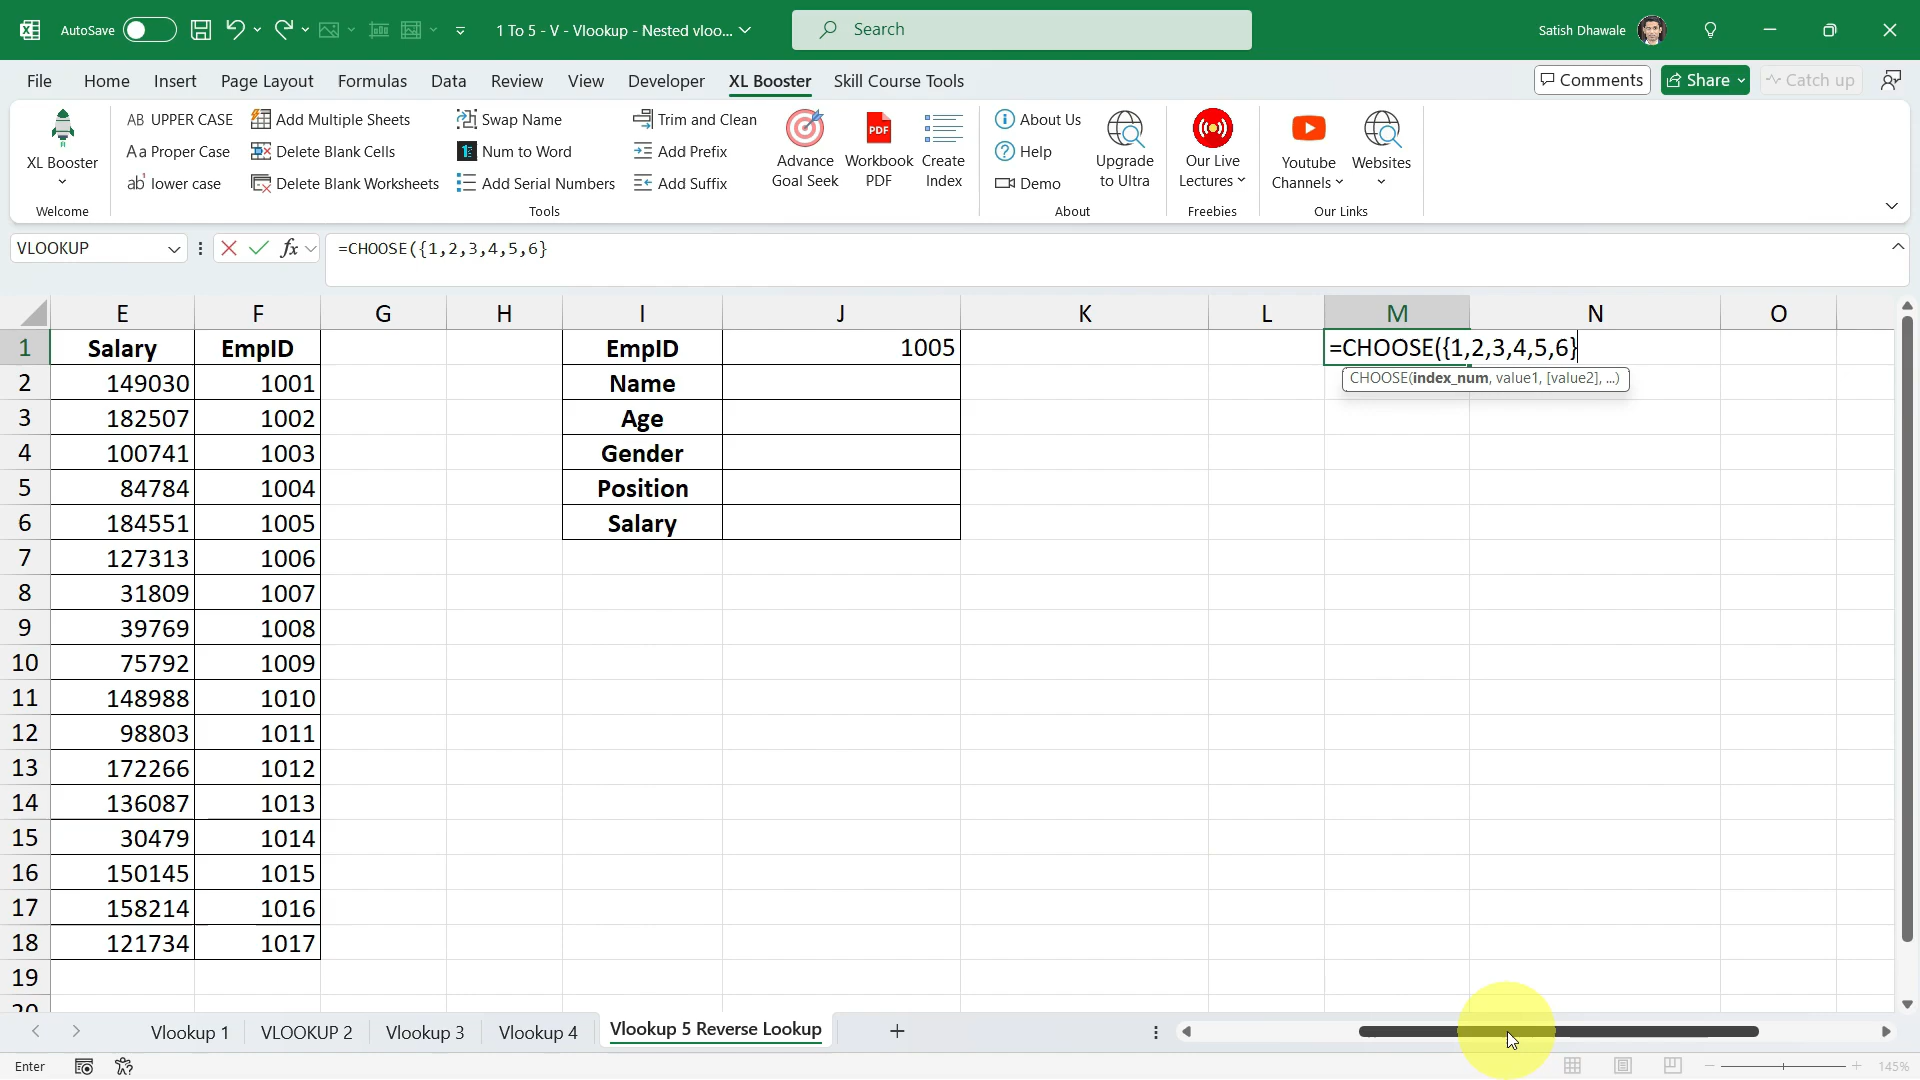 AutoSave
1 To 5 - V - Vlookup - Nested vloo...
Search
Satish Dhawale
File Home Insert Page Layout Formulas Data Review View Developer XL Booster Skill Course Tools
Comments Share Catch up
XL Booster
Welcome
AB UPPER CASE
Aa Proper Case
ab lower case
Add Multiple Sheets
Delete Blank Cells
Delete Blank Worksheets
Swap Name
Num to Word
Add Serial Numbers
Trim and Clean
Add Prefix
Add Suffix
Advance
Goal Seek
PDF
Workbook
PDF
Create
Index
Tools
About Us
Help
Demo
Upgrade
to Ultra
About
Our Live
Lectures
Freebies
Youtube
Channels
Websites
Our Links
VLOOKUP fx =CHOOSE({1,2,3,4,5,6}
E F G H I J K L M N O
1 Salary EmpID EmpID 1005 =CHOOSE({1,2,3,4,5,6}
2 149030 1001 Name
CHOOSE(index_num, value1, [value2], ...)
3 182507 1002 Age
4 100741 1003 Gender
5 84784 1004 Position
6 184551 1005 Salary
7 127313 1006
8 31809 1007
9 39769 1008
10 75792 1009
11 148988 1010
12 98803 1011
13 172266 1012
14 136087 1013
15 30479 1014
16 150145 1015
17 158214 1016
18 121734 1017
19
20
Vlookup 1 VLOOKUP 2 Vlookup 3 Vlookup 4 Vlookup 5 Reverse Lookup
Enter
145%